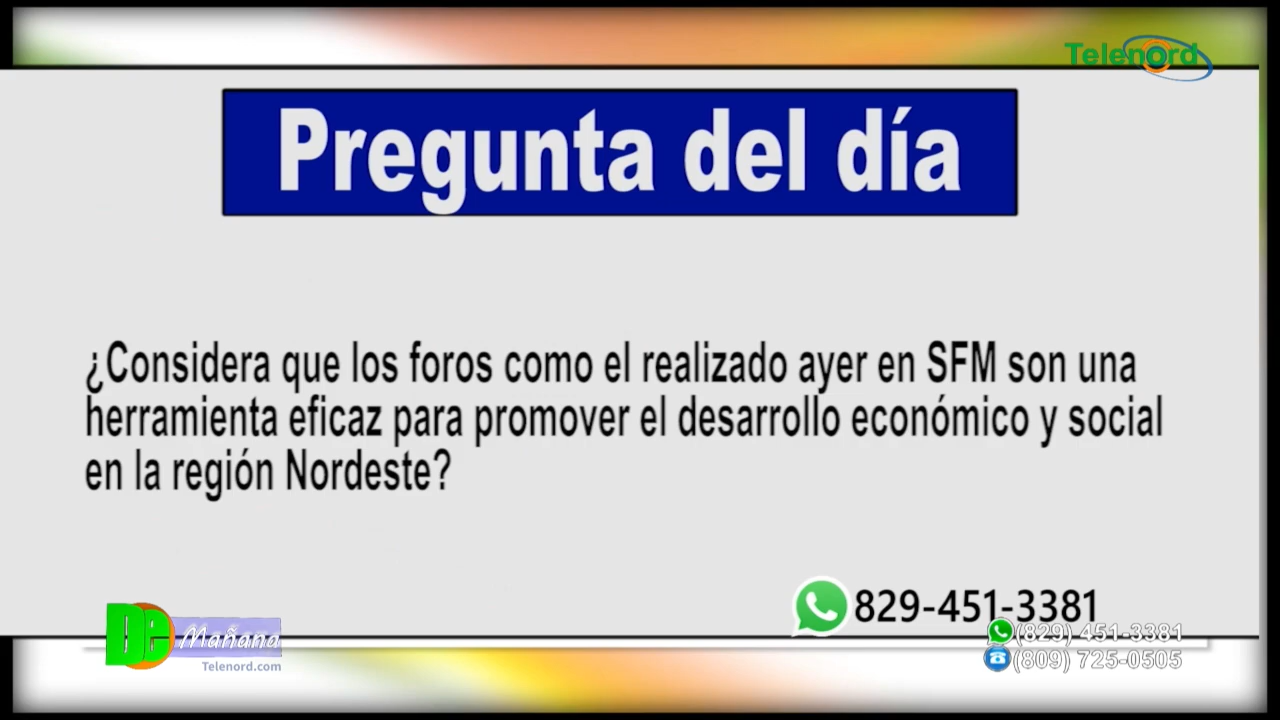 Telenord
Pregunta del día
¿Considera que los foros como el realizado ayer en SFM son una
herramienta eficaz para promover el desarrollo económico y social
en la región Nordeste?
829-451-3381
(829) 451-3381
(809) 725-0505
De Mañana
Telenord.com